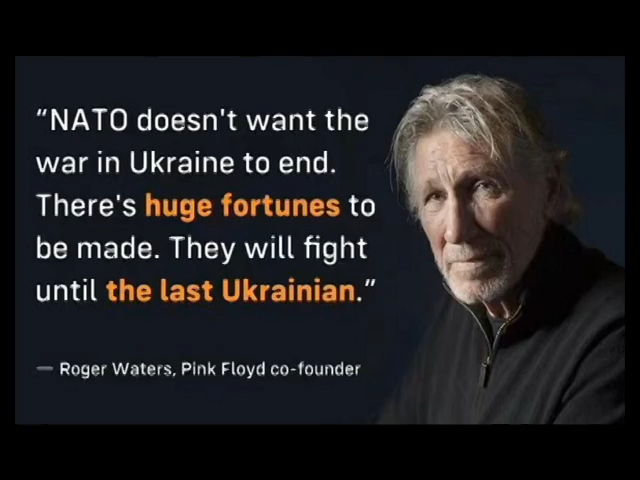 “NATO doesn't want the
war in Ukraine to end.
There's huge fortunes to
be made. They will fight
until the last Ukrainian.”
— Roger Waters, Pink Floyd co-founder